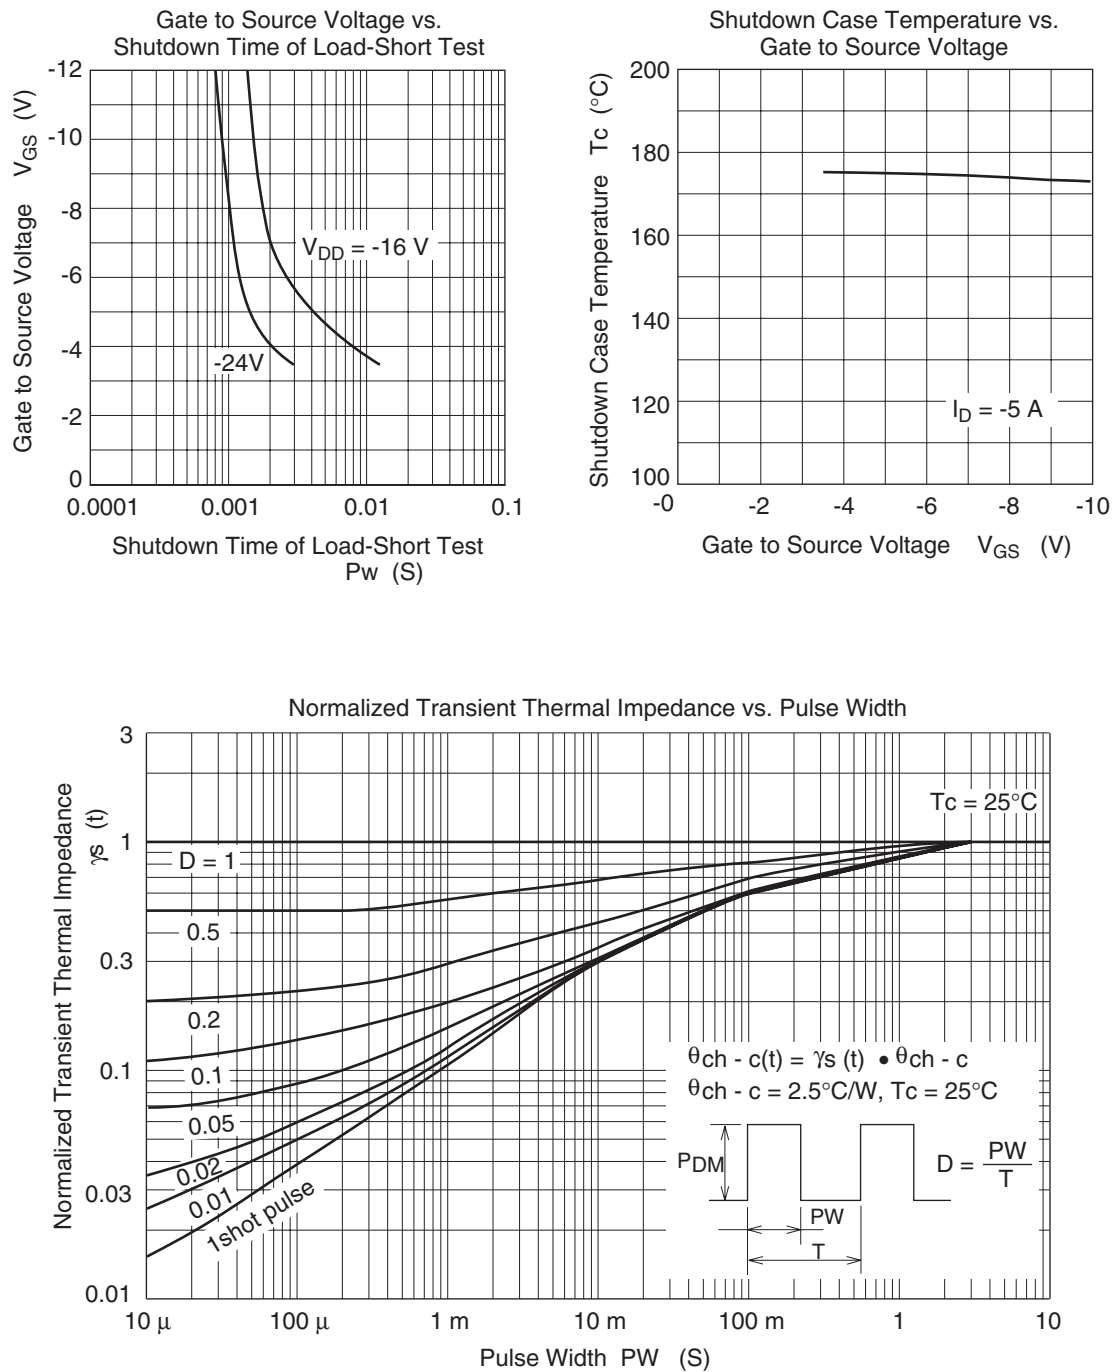 Gate to Source Voltage vs.
Shutdown Time of Load-Short Test
-12
-10
-8
-6
-4
-2
0
Gate to Source Voltage VGS (V)
VDD = -16 V
-24V
0.0001 0.001 0.01 0.1
Shutdown Time of Load-Short Test
Pw (S)
Shutdown Case Temperature vs.
Gate to Source Voltage
200
180
160
140
120
100
Shutdown Case Temperature Tc (°C)
ID = -5 A
-0 -2 -4 -6 -8 -10
Gate to Source Voltage VGS (V)
Normalized Transient Thermal Impedance vs. Pulse Width
3
1
0.3
0.1
0.03
0.01
Normalized Transient Thermal Impedance
γs (t)
Tc = 25°C
D = 1
0.5
0.2
0.1
0.05
0.02
0.01
1shot pulse
θch - c(t) = γs (t) • θch - c
θch - c = 2.5°C/W, Tc = 25°C
PDM
PW
T
D = PW
T
10 µ 100 µ 1 m 10 m 100 m 1 10
Pulse Width PW (S)